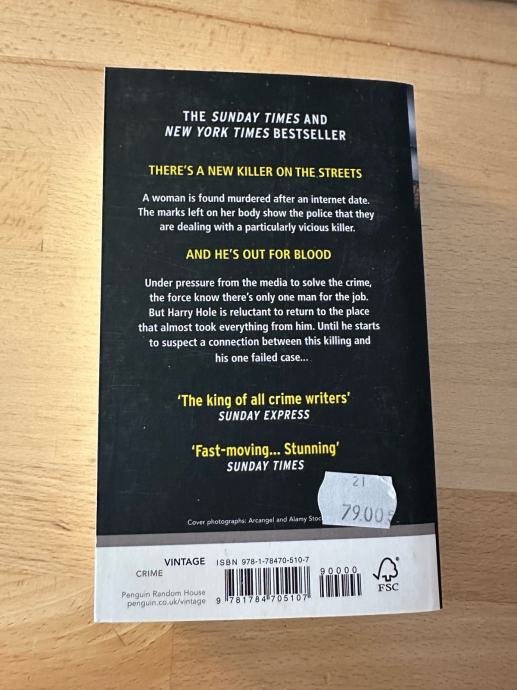 THE SUNDAY TIMES AND
NEW YORK TIMES BESTSELLER
THERE'S A NEW KILLER ON THE STREETS
A woman is found murdered after an internet date.
The marks left on her body show the police that they
are dealing with a particularly vicious killer.
AND HE'S OUT FOR BLOOD
Under pressure from the media to solve the crime,
the force know there's only one man for the job.
But Harry Hole is reluctant to return to the place
that almost took everything from him. Until he starts
to suspect a connection between this killing and
his one failed case...
'The king of all crime writers'
SUNDAY EXPRESS
'Fast-moving... Stunning'
SUNDAY TIMES
21
79.00
Cover photographs: Arcangel and Alamy
VINTAGE
CRIME
Penguin Random House
penguin.co.uk/vintage
ISBN 978-1-78470-510-7
90000
9 781784 705107
FSC